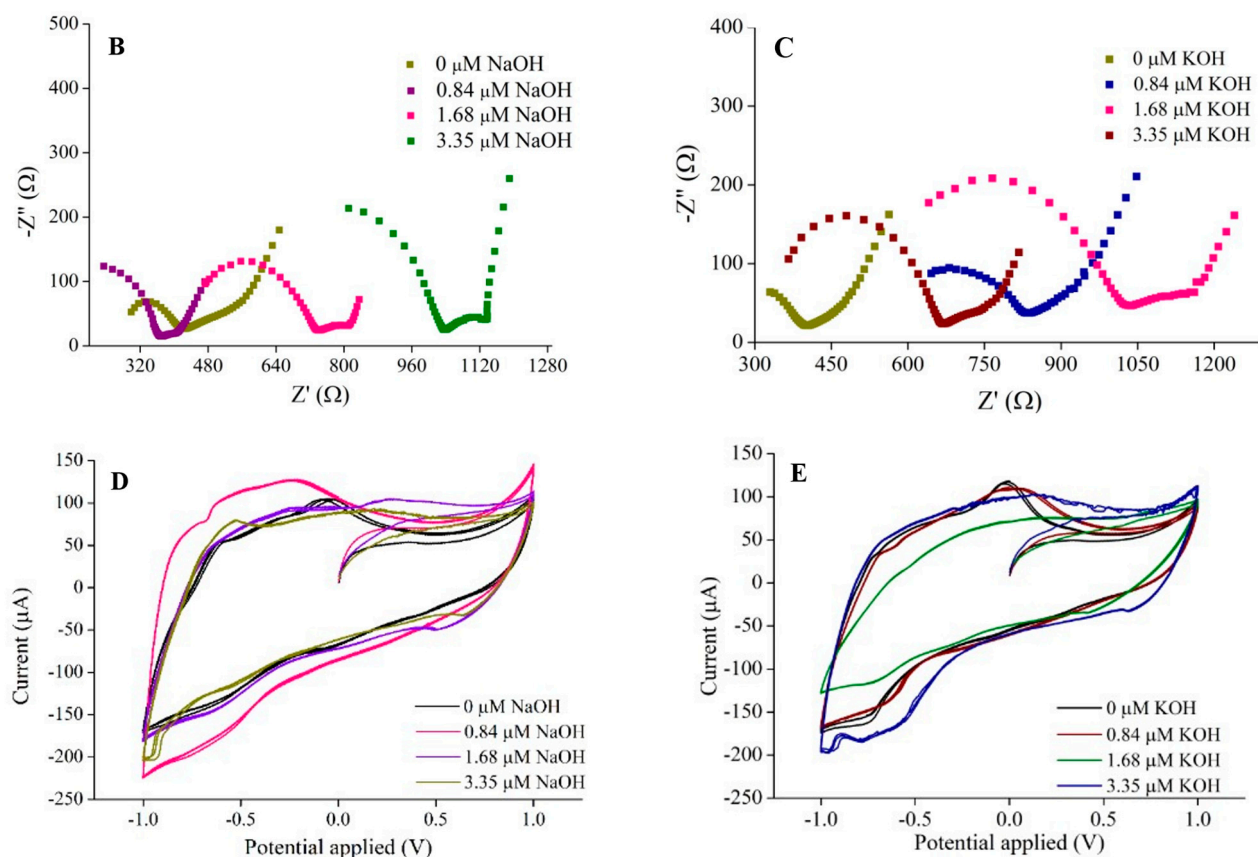 B
500
400
300
200
100
0
-Z" (Ω)
320 480 640 800 960 1120 1280
Z' (Ω)
0 μM NaOH
0.84 μM NaOH
1.68 μM NaOH
3.35 μM NaOH
C
400
300
200
100
0
-Z" (Ω)
300 450 600 750 900 1050 1200
Z' (Ω)
0 μM KOH
0.84 μM KOH
1.68 μM KOH
3.35 μM KOH
D
150
100
50
0
-50
-100
-150
-200
-250
Current (μA)
-1.0 -0.5 0.0 0.5 1.0
Potential applied (V)
0 μM NaOH
0.84 μM NaOH
1.68 μM NaOH
3.35 μM NaOH
E
150
100
50
0
-50
-100
-150
-200
-250
Current (μA)
-1.0 -0.5 0.0 0.5 1.0
Potential applied (V)
0 μM KOH
0.84 μM KOH
1.68 μM KOH
3.35 μM KOH